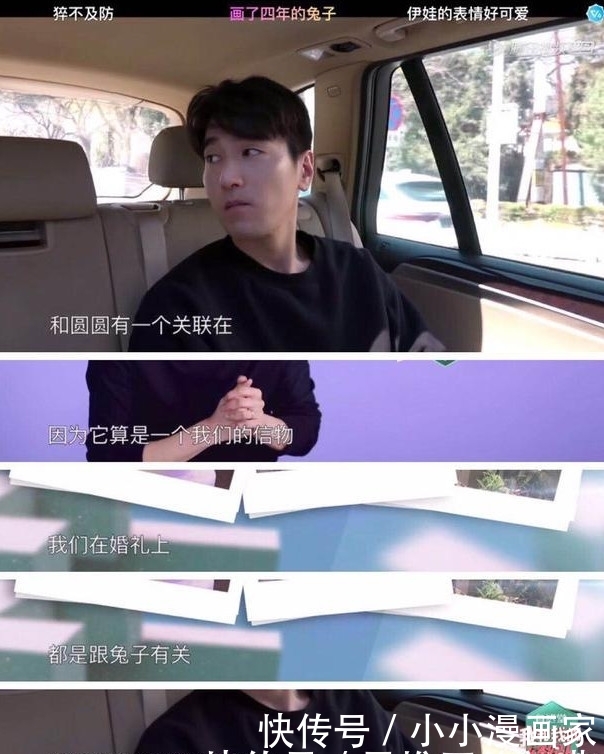 猝不及防 画了四年的兔子 伊娃的表情好可爱
和圆圆有一个关联在
因为它算是一个我们的信物
我们在婚礼上
都是跟兔子有关
快传号 / 小小漫画家